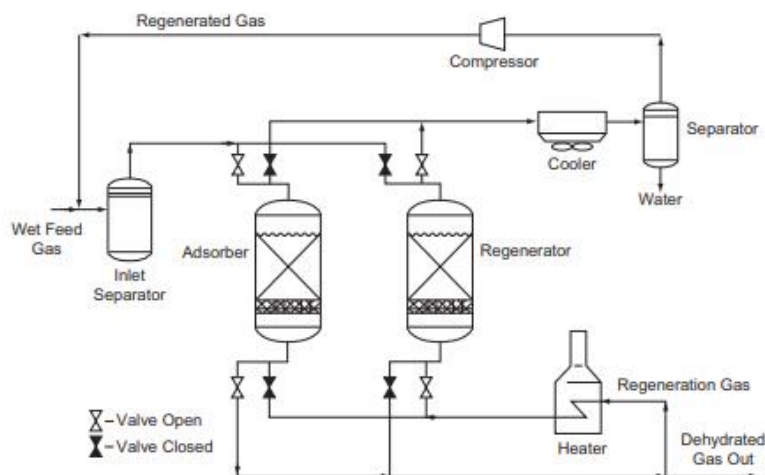 Regenerated Gas
Compressor
Separator
Cooler
Water
Wet Feed
Gas
Inlet
Separator
Adsorber
Regenerator
Regeneration Gas
–Valve Open
–Valve Closed
Heater
Dehydrated
Gas Out